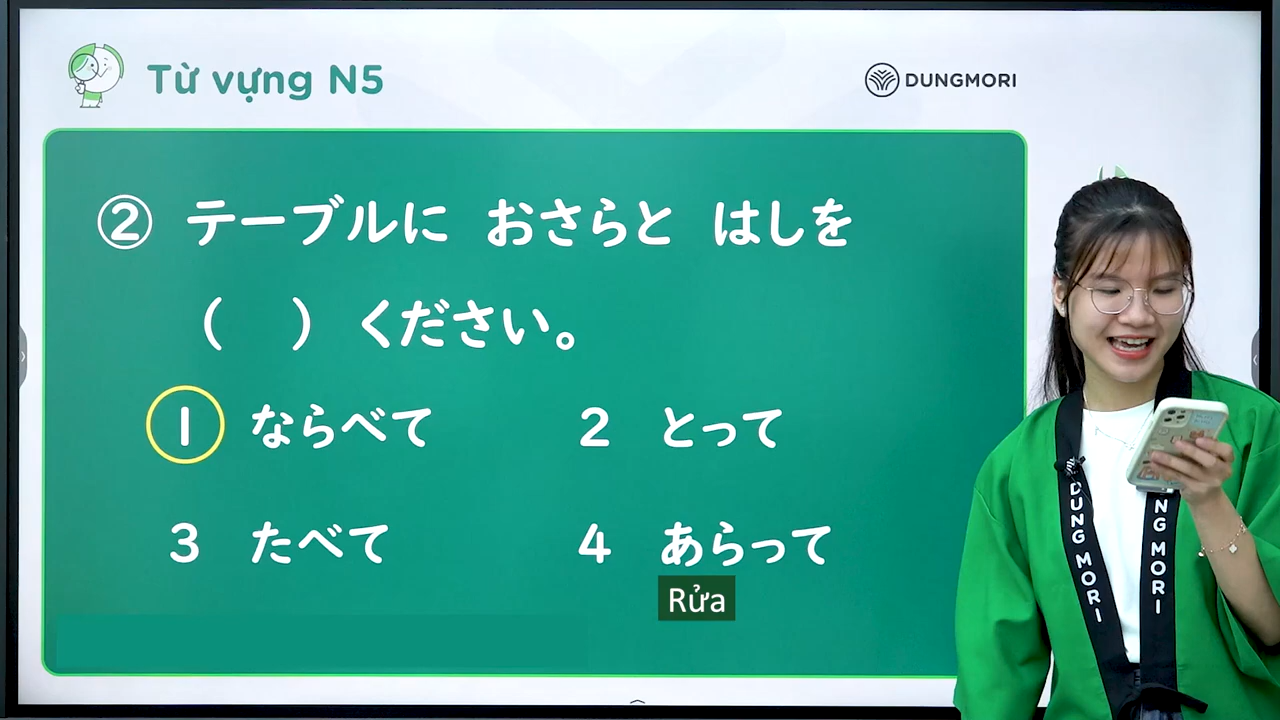 Từ vựng N5
DUNGMORI
② テーブルに おさらと はしを
( ) ください。
1 ならべて
2 とって
3 たべて
4 あらって
Rửa
DUNG MORI
NG MORI